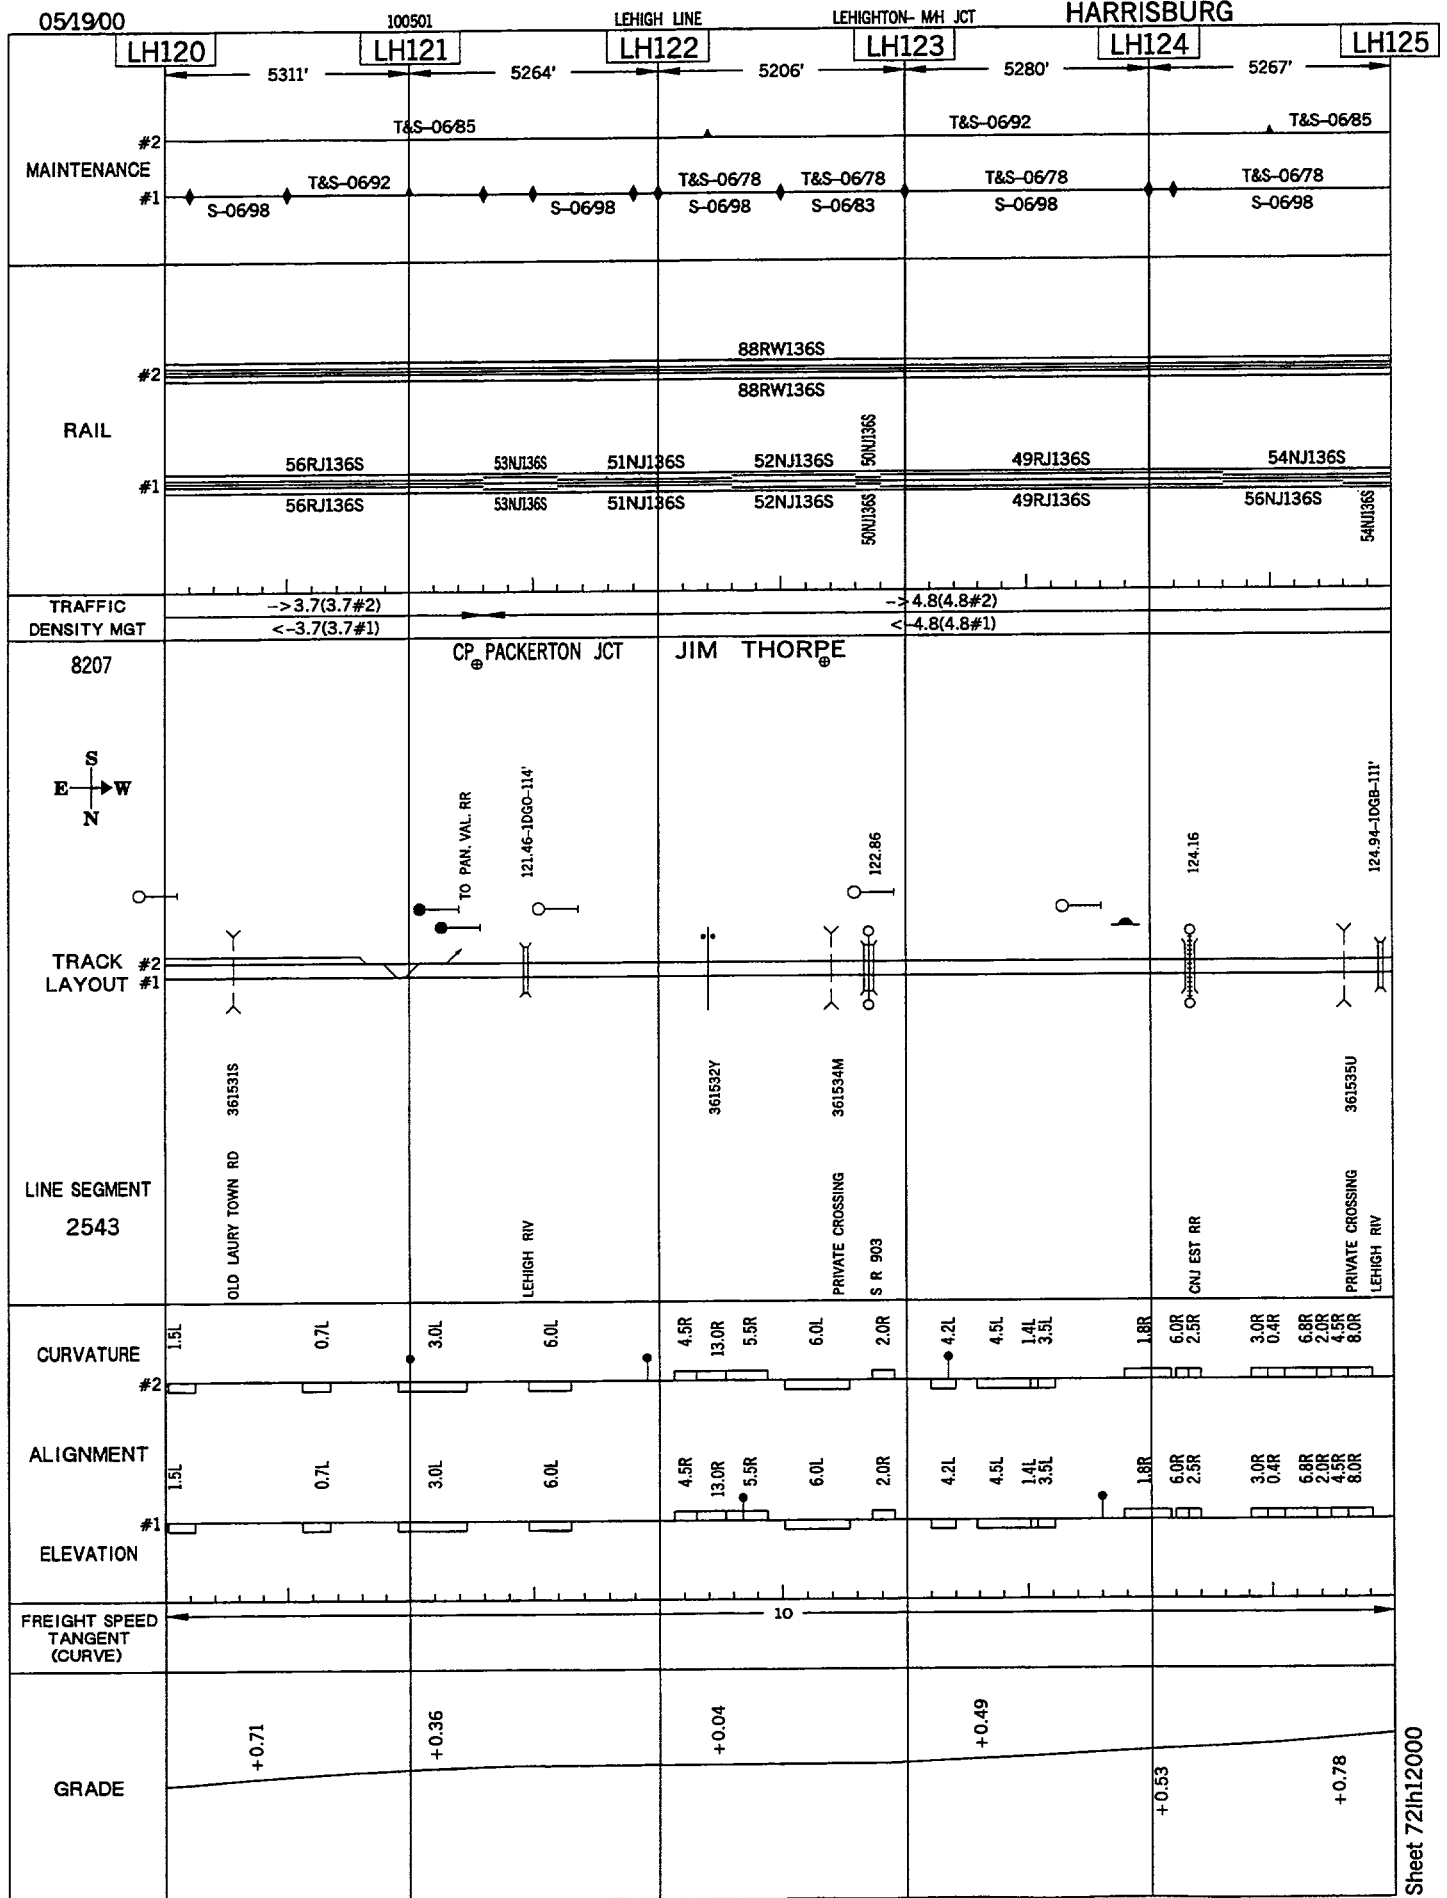 05/19/00 100501 LEHIGH LINE LEHIGHTON- M/H JCT HARRISBURG
LH120 LH121 LH122 LH123 LH124 LH125
5311' 5264' 5206' 5280' 5267'
T&S-06/85 T&S-06/92 T&S-06/85
#2
MAINTENANCE
T&S-06/92 T&S-06/78 T&S-06/78 T&S-06/78 T&S-06/78
#1
S-06/98 S-06/98 S-06/98 S-06/83 S-06/98 S-06/98
88RW136S
#2
88RW136S
RAIL
56RJ136S 53NJ136S 51NJ136S 52NJ136S 50NJ136S 49RJ136S 54NJ136S
#1
56RJ136S 53NJ136S 51NJ136S 52NJ136S 50NJ136S 49RJ136S 56NJ136S 54NJ136S
TRAFFIC ->3.7(3.7#2) ->4.8(4.8#2)
DENSITY MGT <-3.7(3.7#1) <-4.8(4.8#1)
8207 CP PACKERTON JCT JIM THORPE
S
E W
N
TO PAN. VAL. RR 121.46-1DGO-114' 122.86 124.16 124.94-1DGB-111'
TRACK #2
LAYOUT #1
361531S 361532Y 361534M 361535U
LINE SEGMENT
2543
OLD LAURY TOWN RD LEHIGH RIV PRIVATE CROSSING S R 903 CNJ EST RR PRIVATE CROSSING LEHIGH RIV
CURVATURE
1.5L 0.7L 3.0L 6.0L 4.5R 13.0R 5.5R 6.0L 2.0R 4.2L 4.5L 1.4L 3.5L 1.8R 6.0R 2.5R 3.0R 0.4R 6.8R 2.0R 4.5R 8.0R
#2
ALIGNMENT
1.5L 0.7L 3.0L 6.0L 4.5R 13.0R 5.5R 6.0L 2.0R 4.2L 4.5L 1.4L 3.5L 1.8R 6.0R 2.5R 3.0R 0.4R 6.8R 2.0R 4.5R 8.0R
#1
ELEVATION
FREIGHT SPEED 10
TANGENT
(CURVE)
+0.71 +0.36 +0.04 +0.49 +0.53 +0.78
GRADE
Sheet 72lh12000